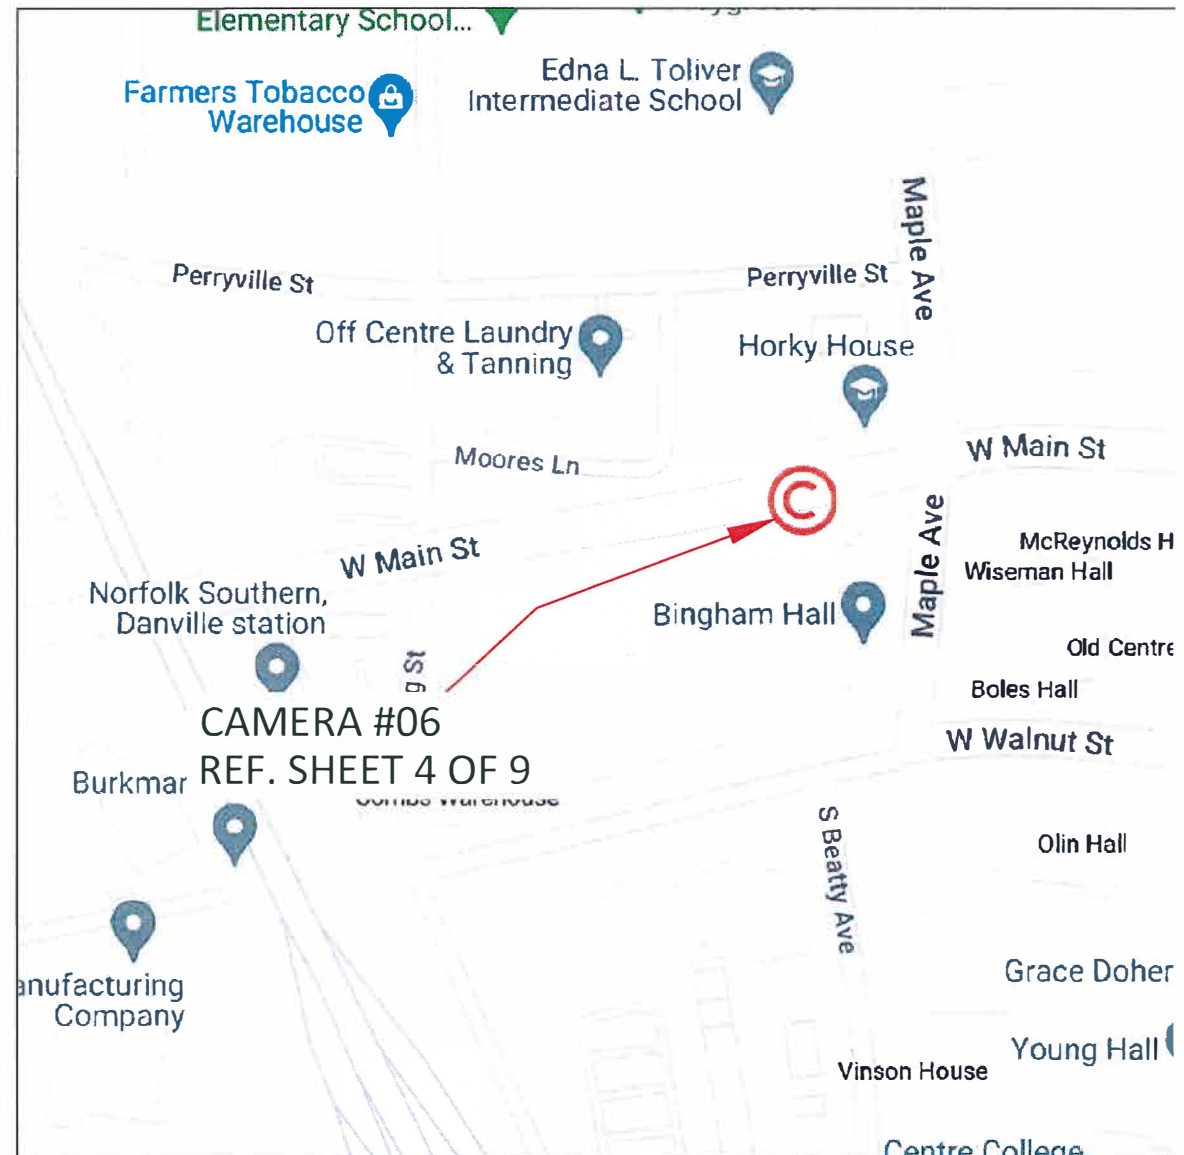 Elementary School...
Edna L. Toliver
Intermediate School
Farmers Tobacco
Warehouse
Maple Ave
Perryville St
Perryville St
Off Centre Laundry
& Tanning
Horky House
W Main St
Moores Ln
C
Maple Ave
McReynolds H
Wiseman Hall
W Main St
Norfolk Southern,
Danville station
Bingham Hall
Old Centre
g St
Boles Hall
CAMERA #06
REF. SHEET 4 OF 9
W Walnut St
Burkmar
Combs Warehouse
S Beatty Ave
Olin Hall
anufacturing
Company
Grace Doher
Young Hall
Vinson House
Centre College